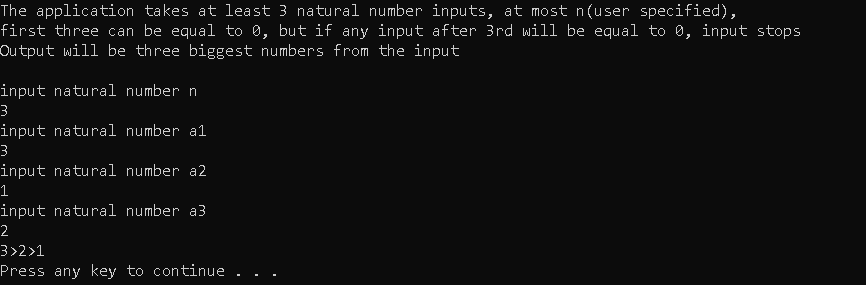 The application takes at least 3 natural number inputs, at most n(user specified),
first three can be equal to 0, but if any input after 3rd will be equal to 0, input stops
Output will be three biggest numbers from the input
input natural number n
3
input natural number a1
3
input natural number a2
1
input natural number a3
2
3>2>1
Press any key to continue . . .